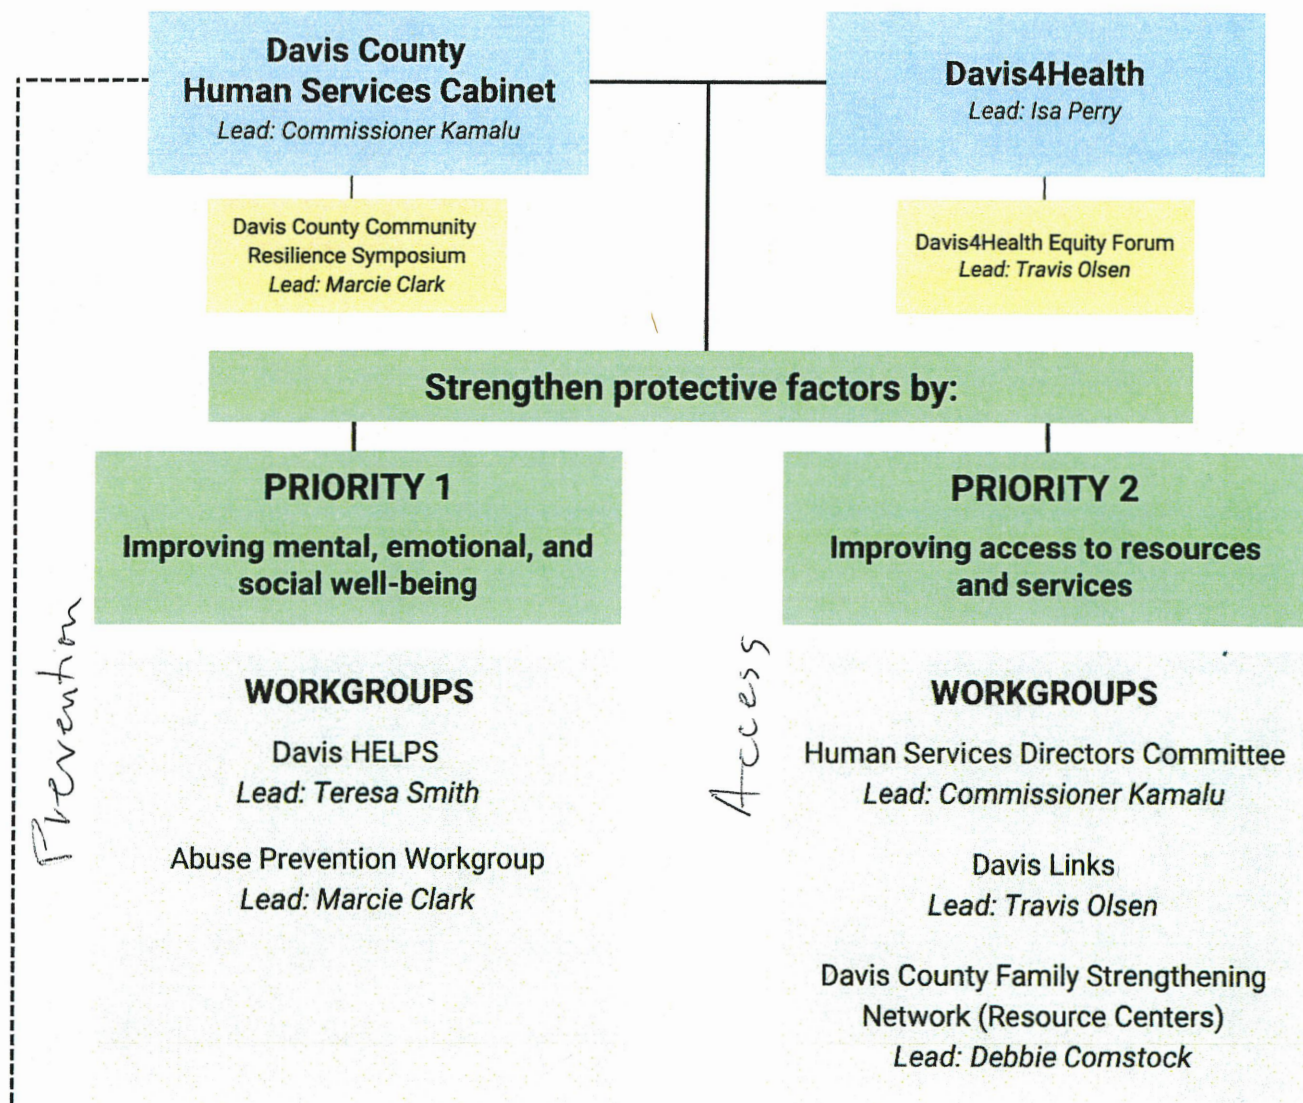 Davis County
Human Services Cabinet
Lead: Commissioner Kamalu
Davis4Health
Lead: Isa Perry
Davis County Community
Resilience Symposium
Lead: Marcie Clark
Davis4Health Equity Forum
Lead: Travis Olsen
Strengthen protective factors by:
PRIORITY 1
Improving mental, emotional, and
social well-being
Prevention
WORKGROUPS
Davis HELPS
Lead: Teresa Smith
Abuse Prevention Workgroup
Lead: Marcie Clark
PRIORITY 2
Improving access to resources
and services
Access
WORKGROUPS
Human Services Directors Committee
Lead: Commissioner Kamalu
Davis Links
Lead: Travis Olsen
Davis County Family Strengthening
Network (Resource Centers)
Lead: Debbie Comstock